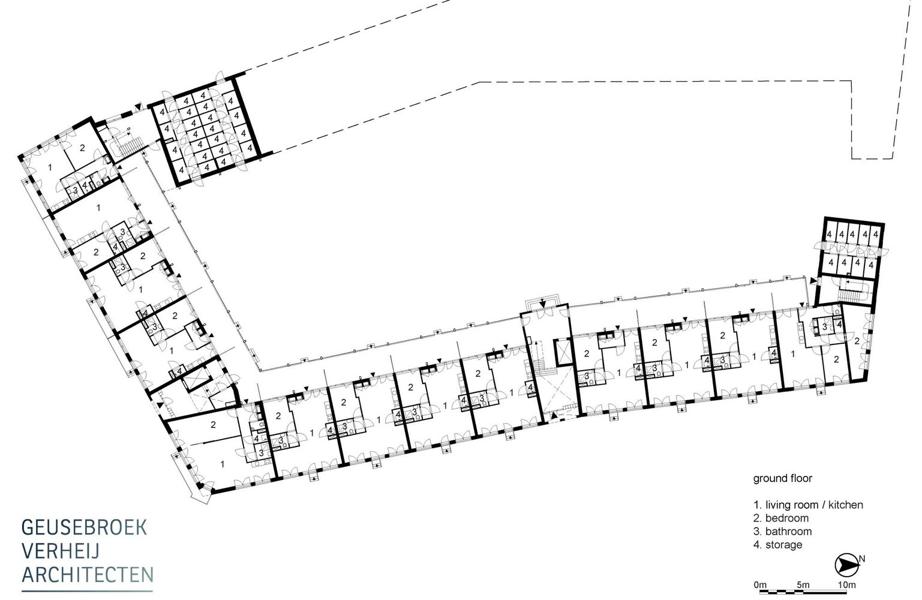 ground floor
1. living room / kitchen
2. bedroom
3. bathroom
4. storage
N
0m 5m 10m
GEUSEBROEK
VERHEIJ
ARCHITECTEN